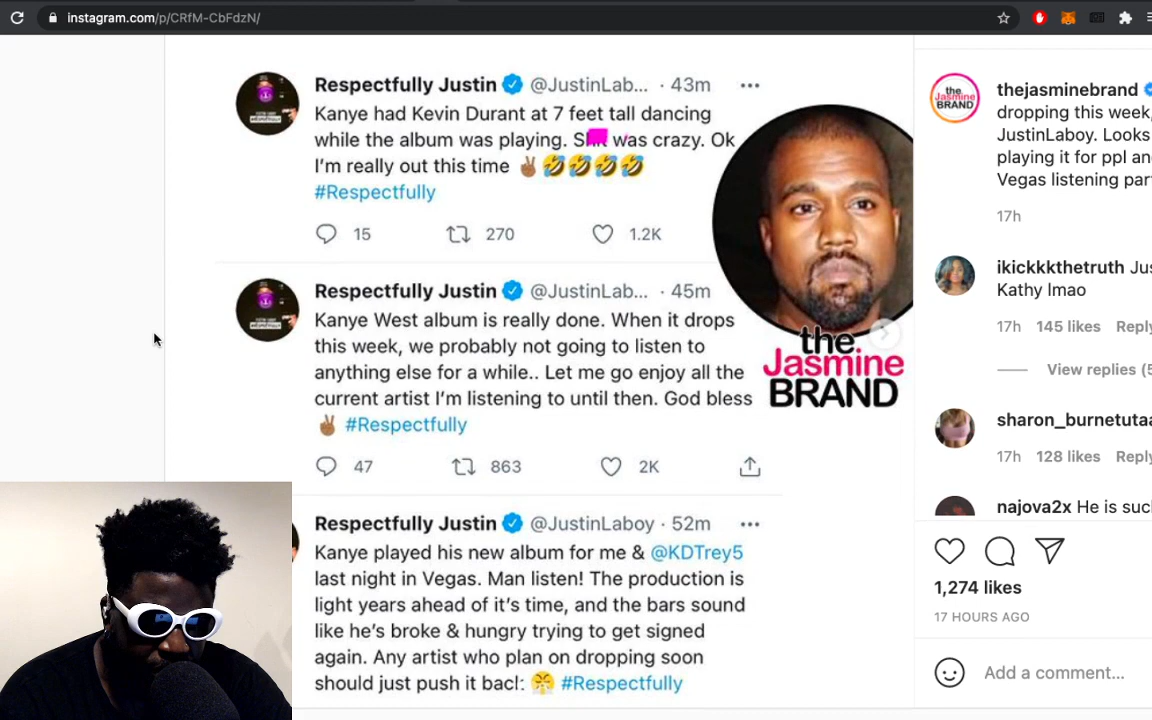 instagram.com/p/CRfM-CbFdzN/
Respectfully Justin @JustinLab... · 43m
Kanye had Kevin Durant at 7 feet tall dancing
while the album was playing. was crazy. Ok
I'm really out this time ✌🏾🤣🤣🤣🤣
#Respectfully
15 270 1.2K
Respectfully Justin @JustinLab... · 45m
Kanye West album is really done. When it drops
this week, we probably not going to listen to
anything else for a while.. Let me go enjoy all the
current artist I'm listening to until then. God bless
✌🏾 #Respectfully
47 863 2K
Respectfully Justin @JustinLaboy · 52m
Kanye played his new album for me & @KDTrey5
last night in Vegas. Man listen! The production is
light years ahead of it's time, and the bars sound
like he's broke & hungry trying to get signed
again. Any artist who plan on dropping soon
should just push it bacl: 😤 #Respectfully
the
Jasmine
BRAND
the
Jasmine
BRAND
thejasminebrand
dropping this week,
JustinLaboy. Looks
playing it for ppl an
Vegas listening par
17h
ikickkkthetruth Jus
Kathy lmao
17h 145 likes Reply
View replies (5
sharon_burnetuta
17h 128 likes Reply
najova2x He is suc
1,274 likes
17 HOURS AGO
Add a comment...